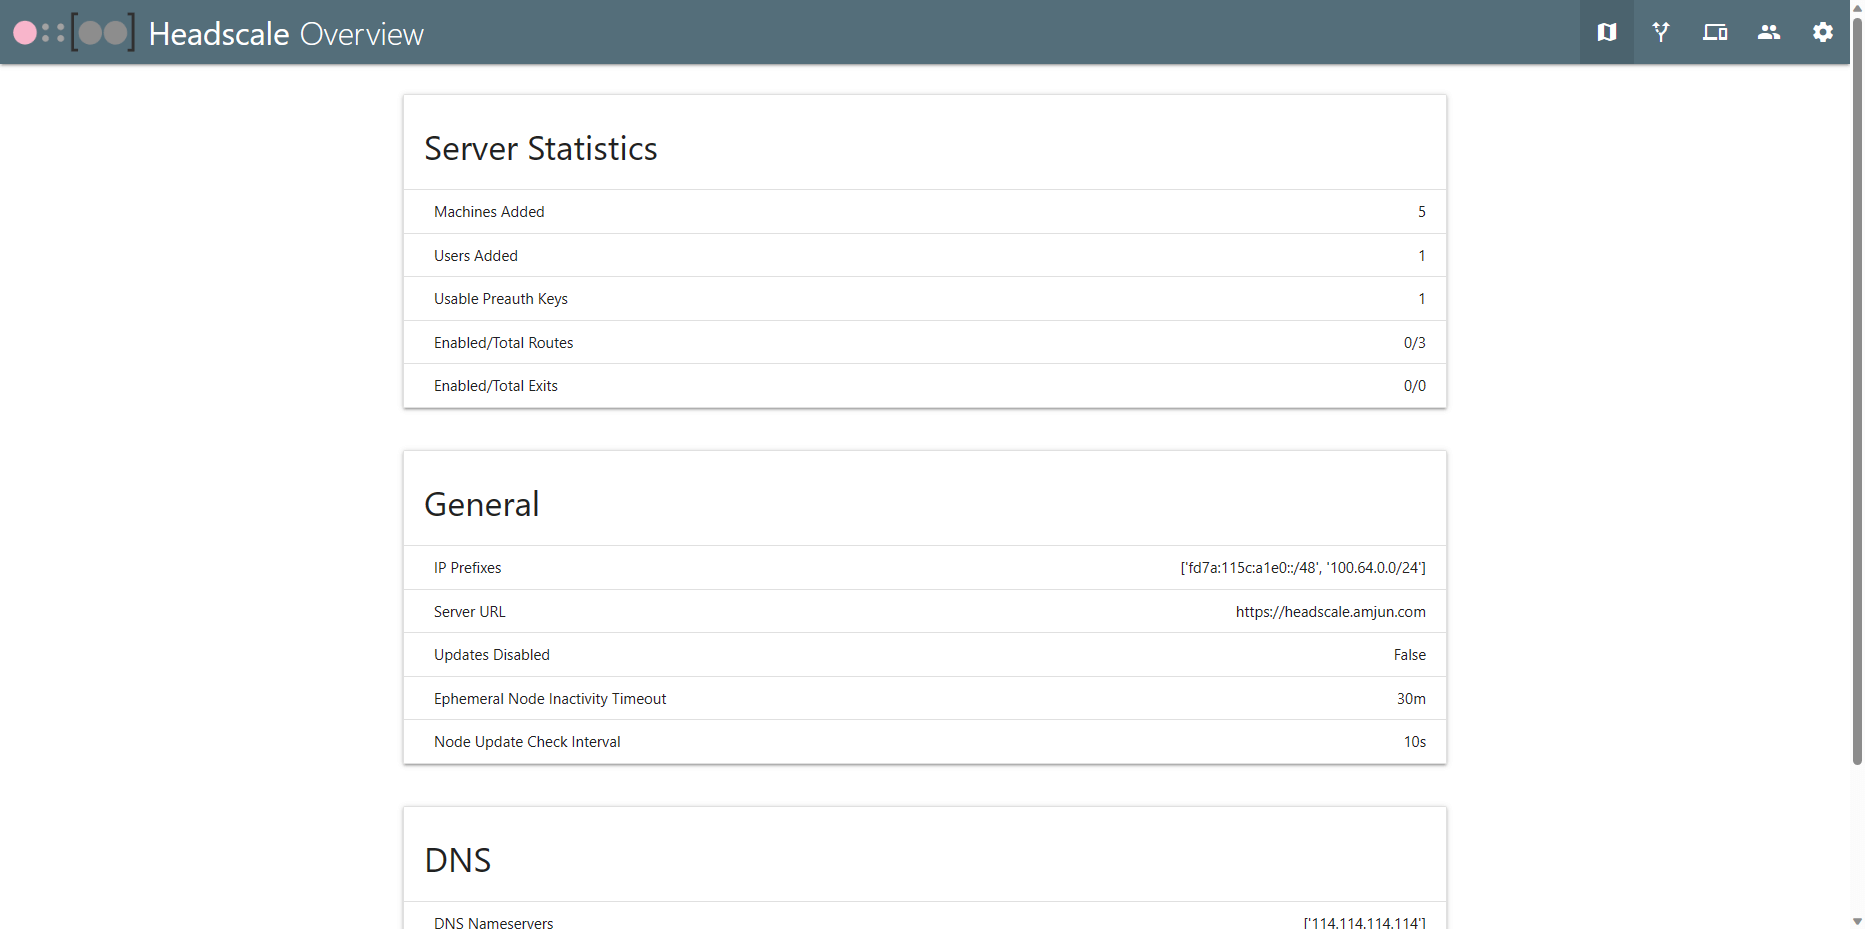 Headscale Overview
Server Statistics
Machines Added 5
Users Added 1
Usable Preauth Keys 1
Enabled/Total Routes 0/3
Enabled/Total Exits 0/0
General
IP Prefixes ['fd7a:115c:a1e0::/48', '100.64.0.0/24']
Server URL https://headscale.amjun.com
Updates Disabled False
Ephemeral Node Inactivity Timeout 30m
Node Update Check Interval 10s
DNS
DNS Nameservers ['114.114.114.114']